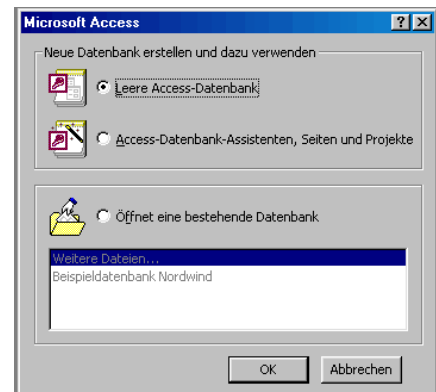 Microsoft Access
Neue Datenbank erstellen und dazu verwenden
Leere Access-Datenbank
Access-Datenbank-Assistenten, Seiten und Projekte
Öffnet eine bestehende Datenbank
Weitere Dateien...
Beispieldatenbank Nordwind
OK Abbrechen